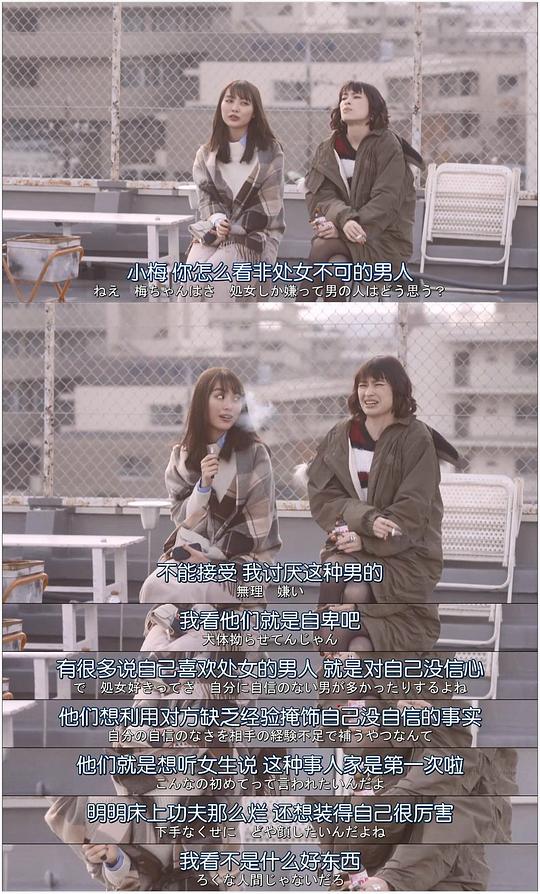 小梅 你怎么看非处女不可的男人
ねえ 梅ちゃんはさ 処女しか嫌って男の人はどう思う？
不能接受 我讨厌这种男的
無理 嫌い
我看他们就是自卑吧
大体拗らせてんじゃん
有很多说自己喜欢处女的男人 就是对自己没信心
で 処女好きってさ 自分に自信のない男が多かったりするよね
他们想利用对方缺乏经验掩饰自己没自信的事实
自分の自信のなさを相手の経験不足で補うやつなんて
他们就是想听女生说 这种事人家是第一次啦
こんなの初めてって言われたいんだよ
明明床上功夫那么烂 还想装得自己很厉害
下手なくせに どや顔したいんだよね
我看不是什么好东西
ろくな人間じゃないだろ